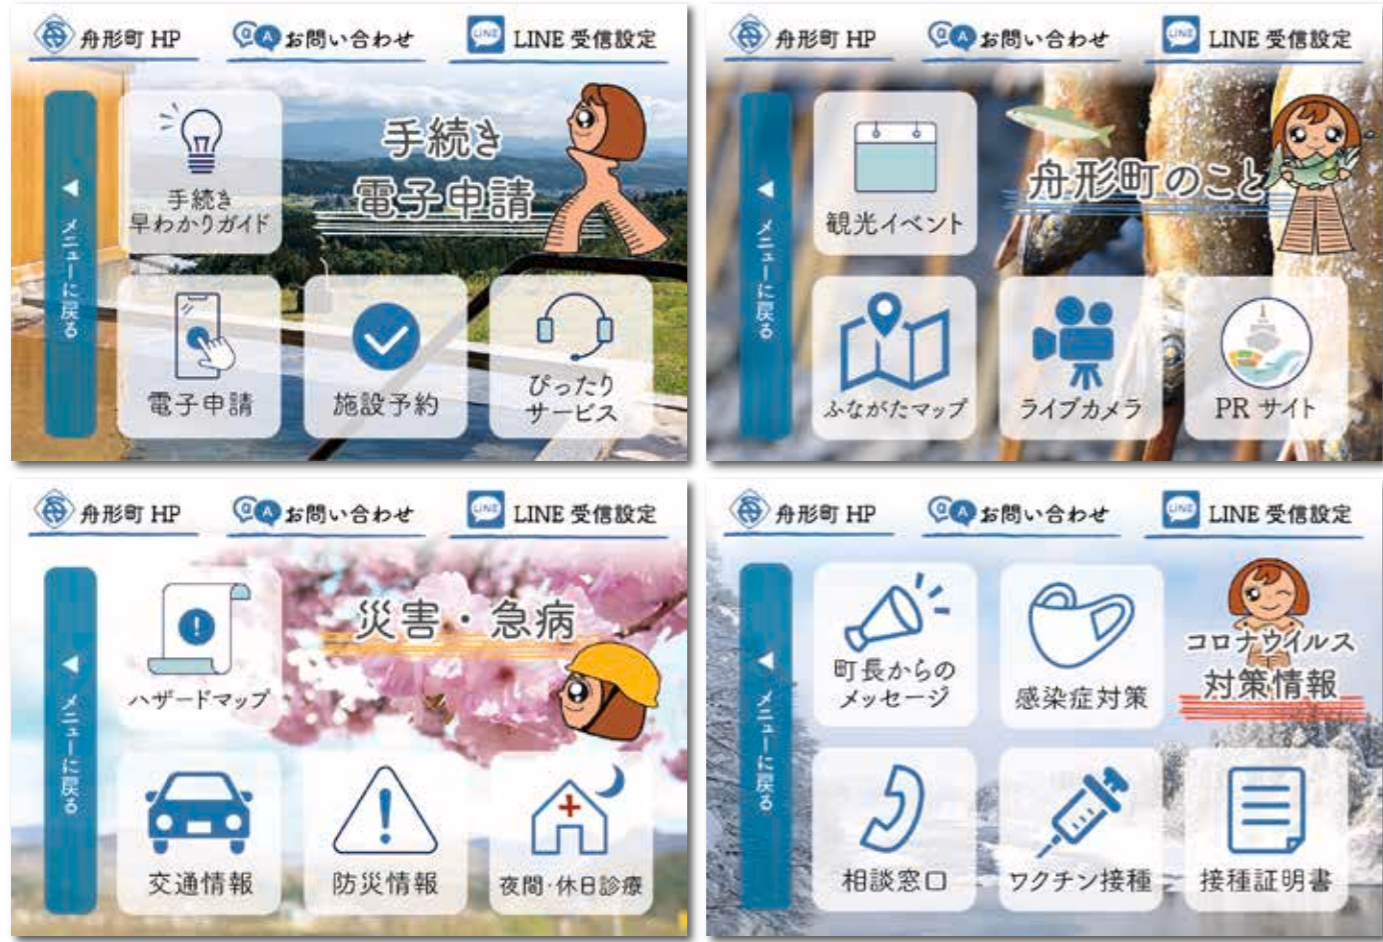 舟形町 HP
お問い合わせ
LINE 受信設定
手続き
電子申請
メニューに戻る
手続き
早わかりガイド
電子申請
施設予約
ぴったり
サービス
舟形町 HP
お問い合わせ
LINE 受信設定
舟形町のこと
メニューに戻る
観光イベント
ふながたマップ
ライブカメラ
PR サイト
舟形町 HP
お問い合わせ
LINE 受信設定
災害・急病
メニューに戻る
ハザードマップ
交通情報
防災情報
夜間・休日診療
舟形町 HP
お問い合わせ
LINE 受信設定
コロナウイルス
対策情報
メニューに戻る
町長からの
メッセージ
感染症対策
相談窓口
ワクチン接種
接種証明書